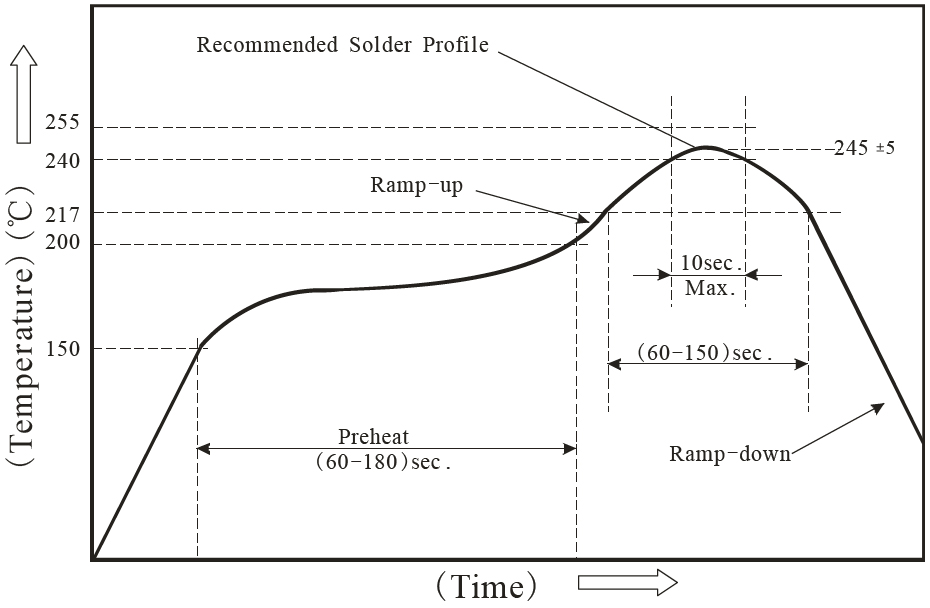 Recommended Solder Profile
255
240
245 ±5
Ramp-up
217
200
10sec.
Max.
150
(60-150)sec.
Preheat
(60-180)sec.
Ramp-down
(Temperature)(℃)
(Time)